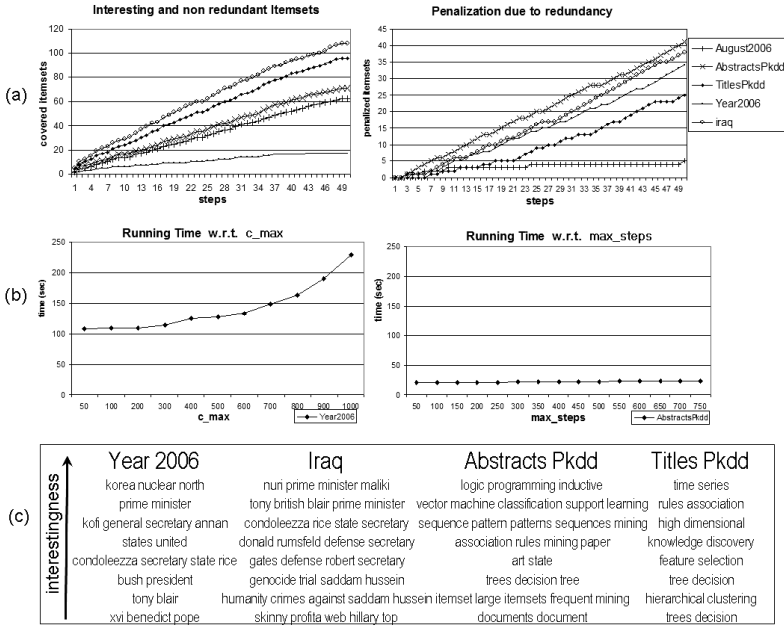 (a)
Interesting and non redundant Itemsets
covered itemsets
120
100
80
60
40
20
0
1 4 7 10 13 16 19 22 25 28 31 34 37 40 43 46 49
steps
Penalization due to redundancy
penalized itemsets
45
40
35
30
25
20
15
10
5
0
1 3 5 7 9 11 13 15 17 19 21 23 25 27 29 31 33 35 37 39 41 43 45 47 49
steps
August2006
AbstractsPkdd
TitlesPkdd
Year2006
iraq
(b)
Running Time w.r.t. c_max
time (sec)
250
200
150
100
50
0
50 100 200 300 400 500 600 700 800 900 1000
c_max
Year2006
Running Time w.r.t. max_steps
time (sec)
250
200
150
100
50
0
50 100 150 200 250 300 350 400 450 500 550 600 650 700 750
max_steps
AbstractsPkdd
(c)
interestingness
Year 2006 Iraq Abstracts Pkdd Titles Pkdd
korea nuclear north nuri prime minister maliki logic programming inductive time series
prime minister tony british blair prime minister vector machine classification support learning rules association
kofi general secretary annan condoleezza rice state secretary sequence pattern patterns sequences mining high dimensional
states united donald rumsfeld defense secretary association rules mining paper knowledge discovery
condoleezza secretary state rice gates defense robert secretary art state feature selection
bush president genocide trial saddam hussein trees decision tree tree decision
tony blair humanity crimes against saddam hussein itemset large itemsets frequent mining hierarchical clustering
xvi benedict pope skinny profita web hillary top documents document trees decision